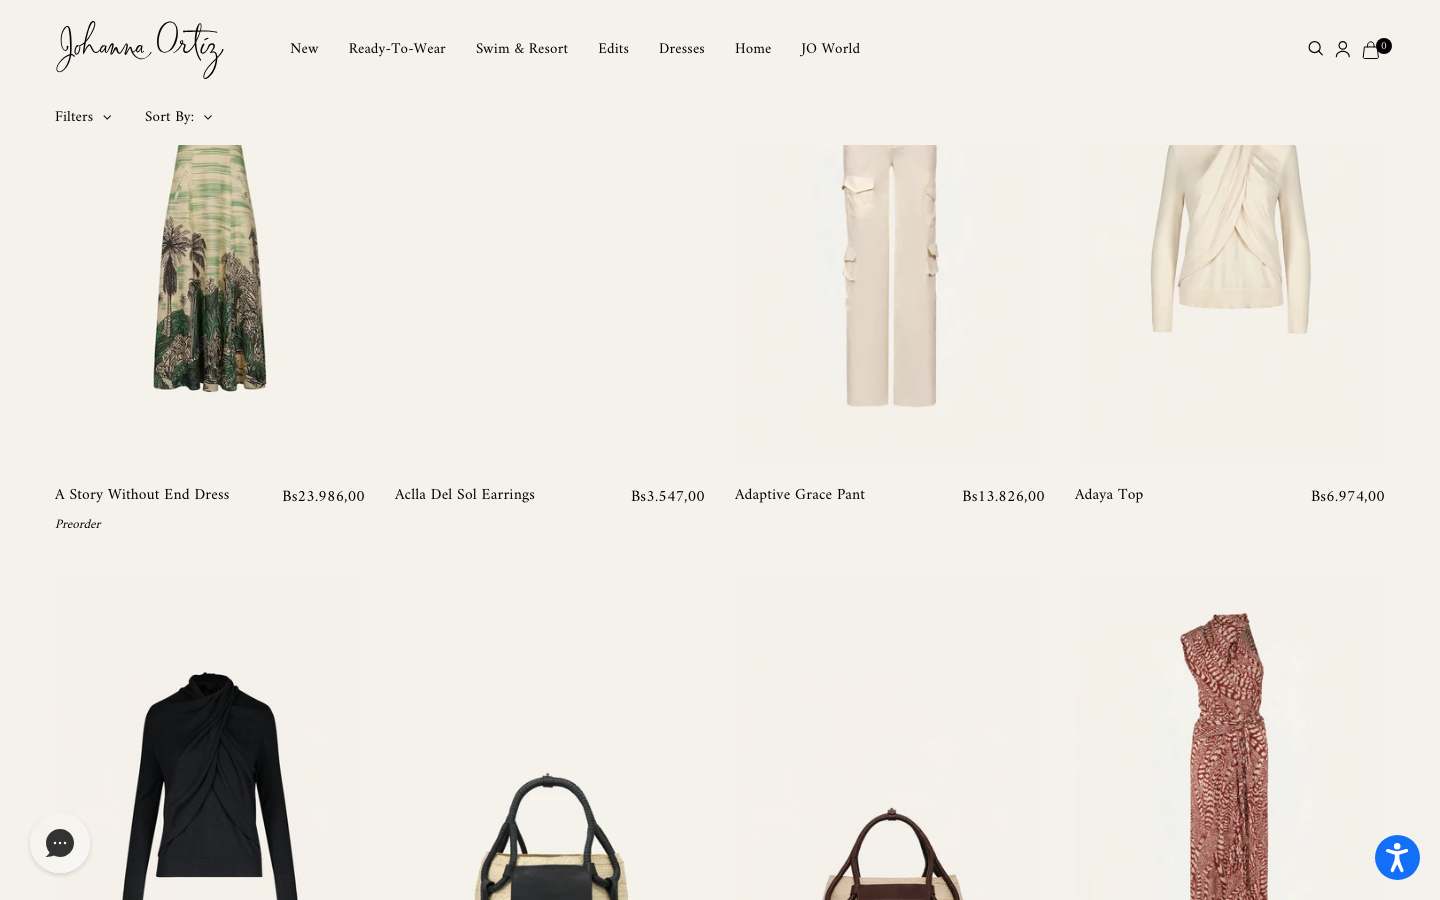 Johanna Ortiz
New
Ready-To-Wear
Swim & Resort
Edits
Dresses
Home
JO World
0
Filters
Sort By:
A Story Without End Dress
Bs23.986,00
Preorder
Aclla Del Sol Earrings
Bs3.547,00
Adaptive Grace Pant
Bs13.826,00
Adaya Top
Bs6.974,00